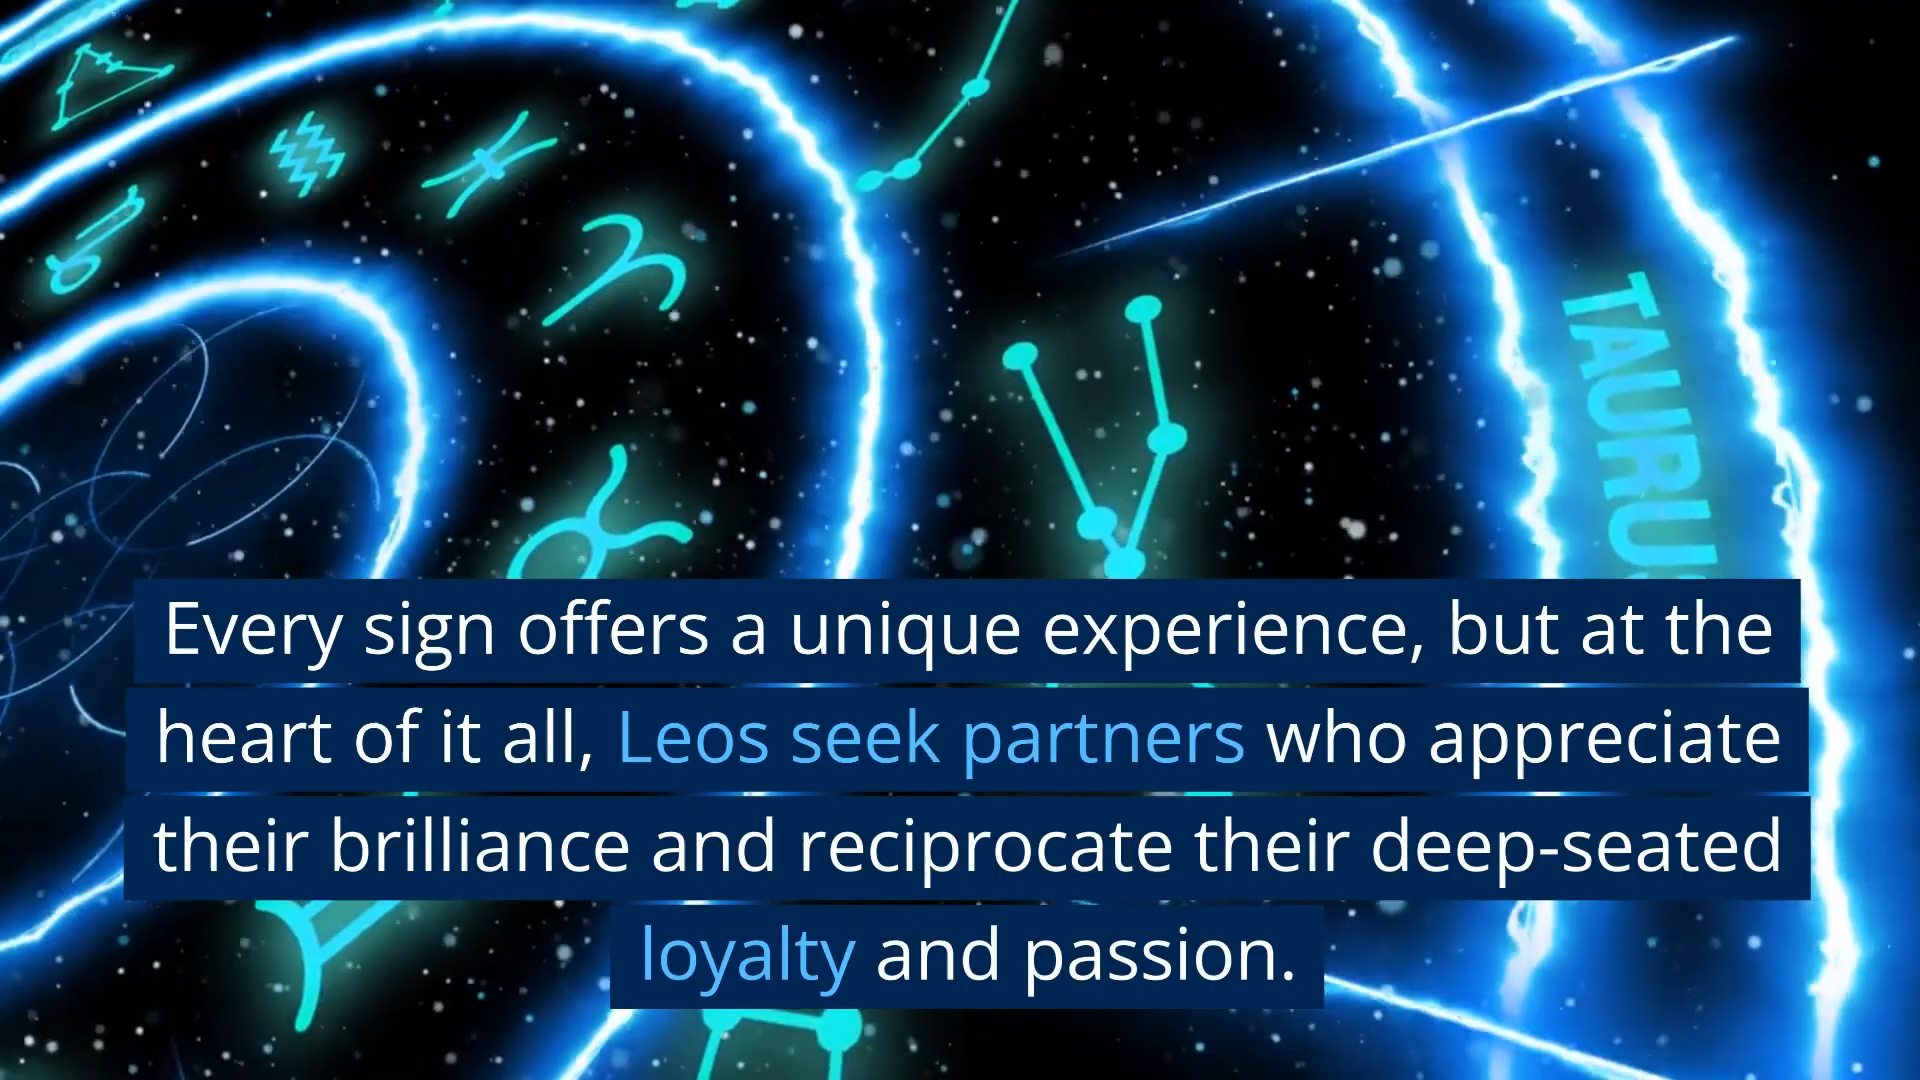 TAURUS
Every sign offers a unique experience, but at the
heart of it all, Leos seek partners who appreciate
their brilliance and reciprocate their deep-seated
loyalty and passion.